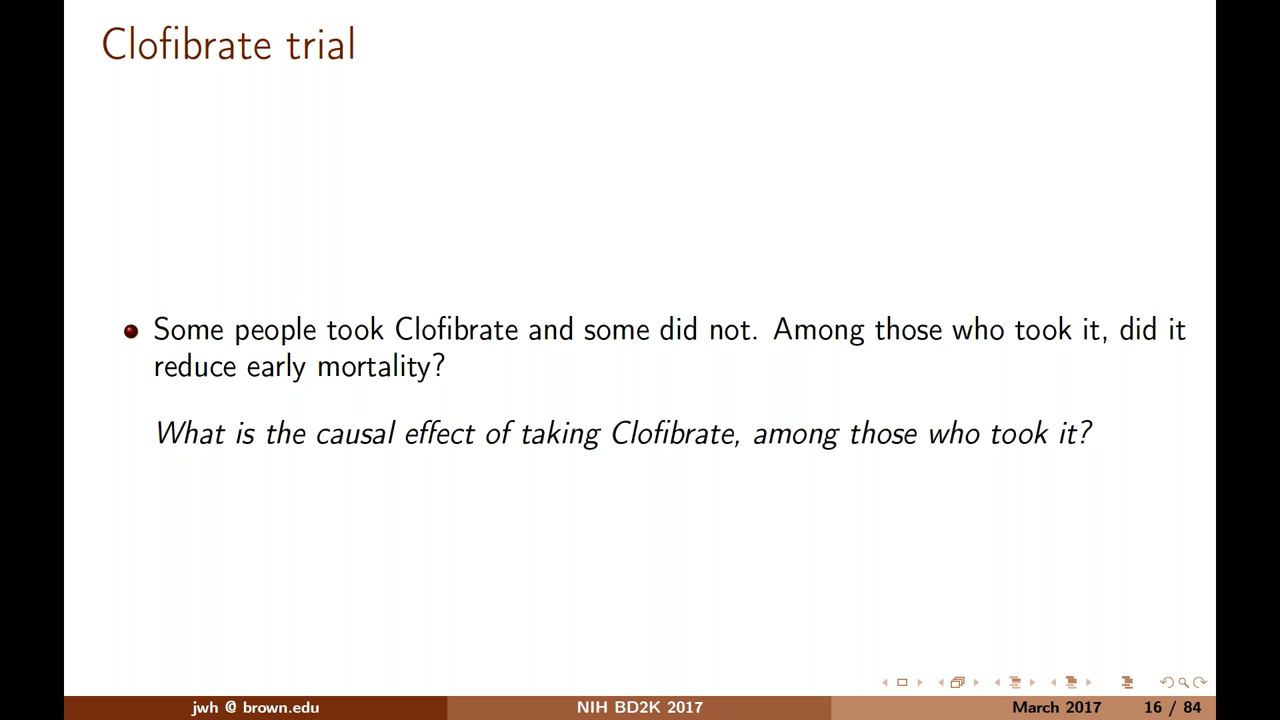 Clofibrate trial
Some people took Clofibrate and some did not. Among those who took it, did it
reduce early mortality?
What is the causal effect of taking Clofibrate, among those who took it?
jwh @ brown.edu NIH BD2K 2017 March 2017 16 / 84